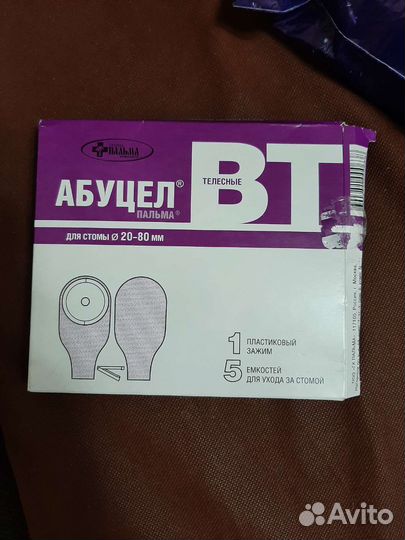 ПАЛЬМА
АБУЦЕЛ®
ПАЛЬМА®
ТЕЛЕСНЫЕ
ВТ
ДЛЯ СТОМЫ Ø 20-80 ММ
1 ПЛАСТИКОВЫЙ
ЗАЖИМ
5 ЕМКОСТЕЙ
ДЛЯ УХОДА ЗА СТОМОЙ
Avito